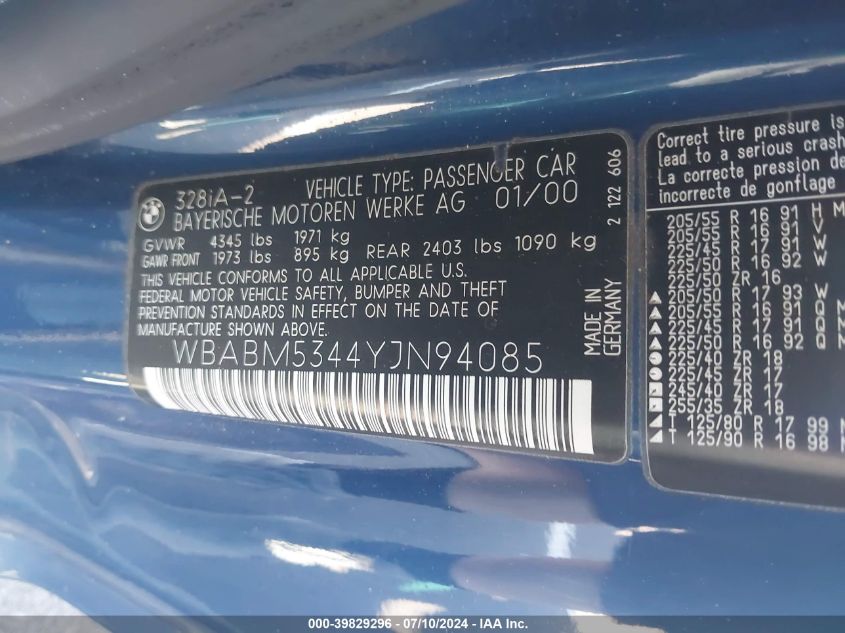 328iA-2 VEHICLE TYPE: PASSENGER CAR
BAYERISCHE MOTOREN WERKE AG 01/00
GVWR 4345 lbs 1971 kg
GAWR FRONT 1973 lbs 895 kg REAR 2403 lbs 1090 kg
THIS VEHICLE CONFORMS TO ALL APPLICABLE U.S.
FEDERAL MOTOR VEHICLE SAFETY, BUMPER AND THEFT
PREVENTION STANDARDS IN EFFECT ON THE DATE OF
MANUFACTURE SHOWN ABOVE.
WBABM5344YJN94085
2 122 606
MADE IN
GERMANY
Correct tire pressure is
lead to a serious crash
La correcta presión de
incorrecte de gonflage
205/55 R 16 91 H M
205/55 R 16 91 V
225/45 R 17 91 W
225/50 R 16 92 W
225/50 ZR 16
205/50 R 17 93 W
205/55 R 16 91 Q M
225/45 R 17 91 Q M
225/50 R 16 92 Q M
225/40 ZR 18
225/45 ZR 17
245/40 ZR 17
255/35 ZR 18
T 125/80 R 17 99 M
T 125/90 R 16 98 M
000-39829296 - 07/10/2024 - IAA Inc.